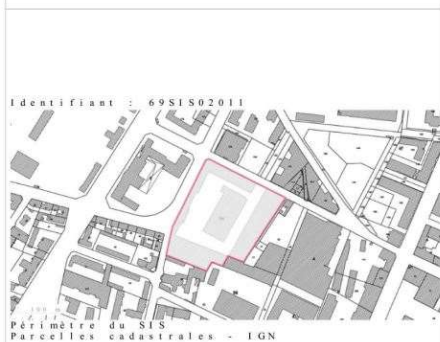 Identifiant : 69SIS02011
Périmètre du SIS
Parcelles cadastrales - IGN